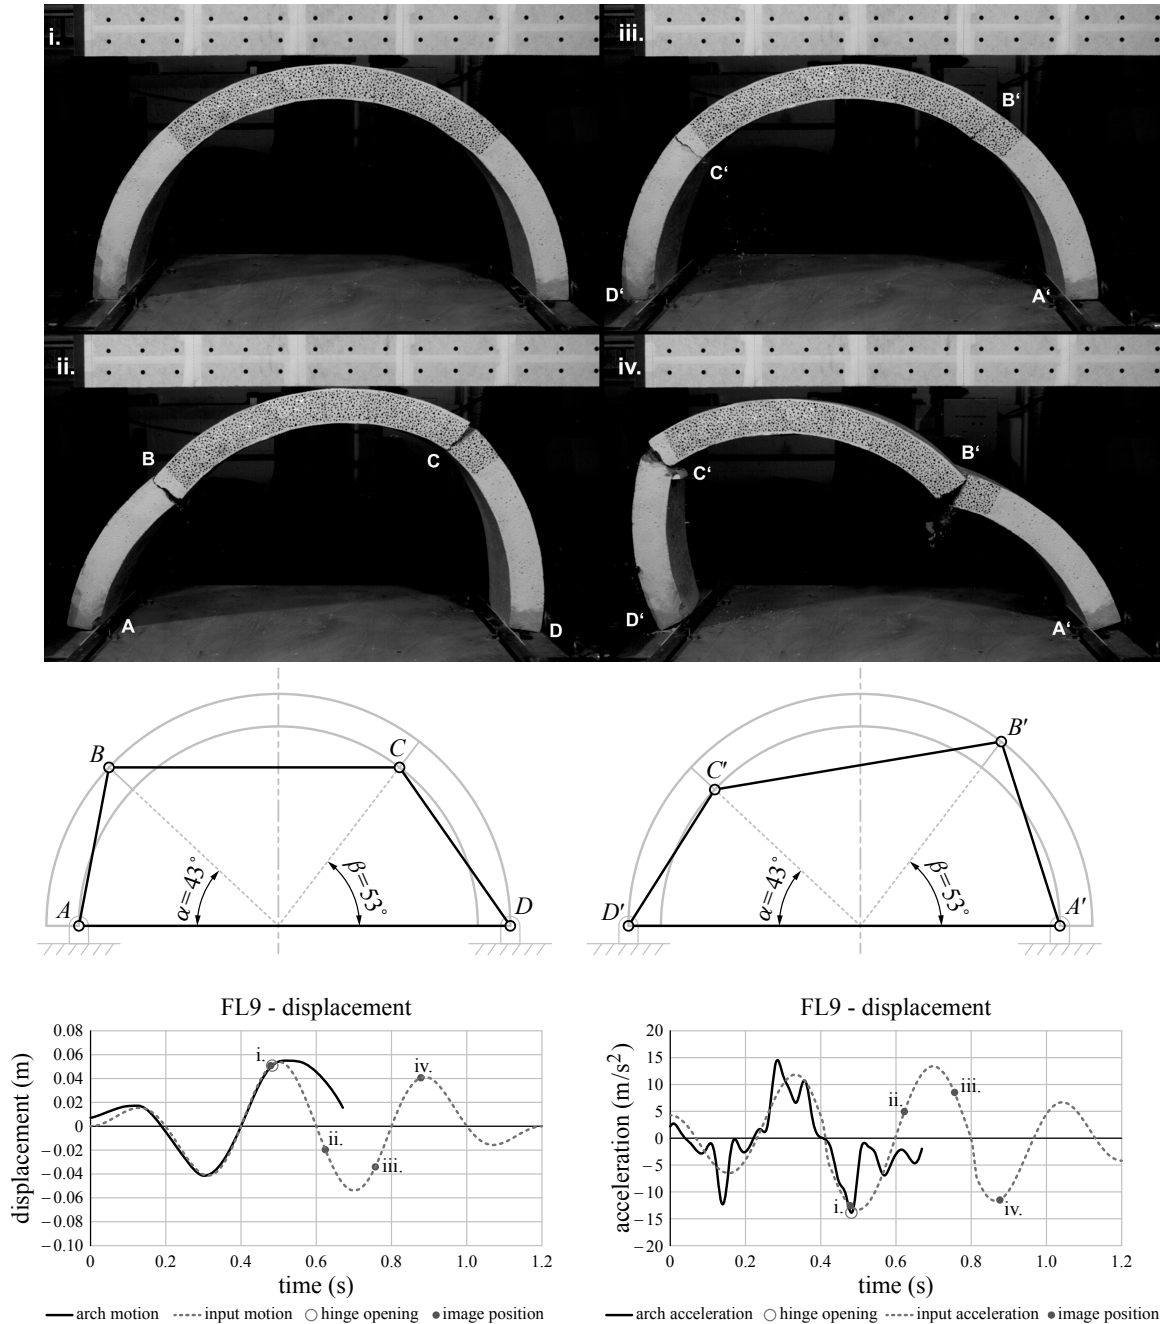 i.
iii.
B‘
C‘
D‘
A‘
ii.
iv.
B
C
A
D
B‘
C‘
D‘
A‘
B
C
α=43°
β=53°
A
D
B′
C′
α=43°
β=53°
D′
A′
FL9 - displacement
displacement (m)
0.08
0.06
0.04
0.02
0
−0.02
−0.04
−0.06
−0.08
−0.10
i.
ii.
iii.
iv.
0 0.2 0.4 0.6 0.8 1.0 1.2
time (s)
arch motion input motion hinge opening image position
FL9 - displacement
acceleration (m/s²)
20
15
10
5
0
−5
−10
−15
−20
i.
ii.
iii.
iv.
0 0.2 0.4 0.6 0.8 1.0 1.2
time (s)
arch acceleration hinge opening input acceleration image position